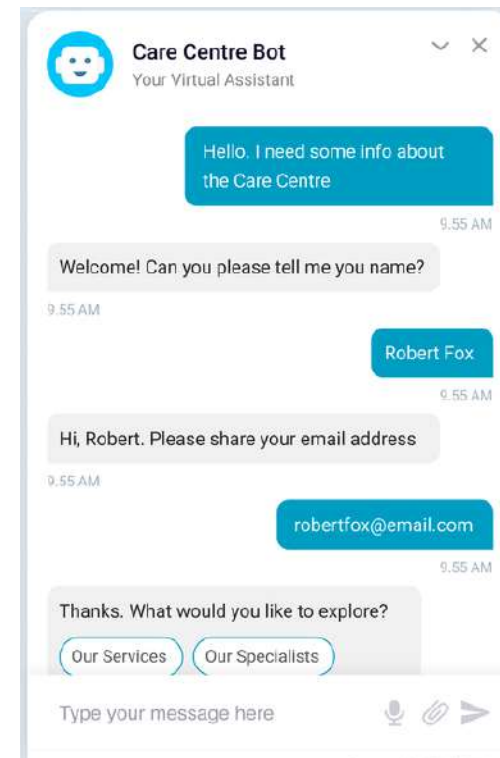 Care Centre Bot
Your Virtual Assistant
Hello. I need some info about
the Care Centre
9.55 AM
Welcome! Can you please tell me you name?
9.55 AM
Robert Fox
9.55 AM
Hi, Robert. Please share your email address
9.55 AM
robertfox@email.com
9.55 AM
Thanks. What would you like to explore?
Our Services Our Specialists
Type your message here